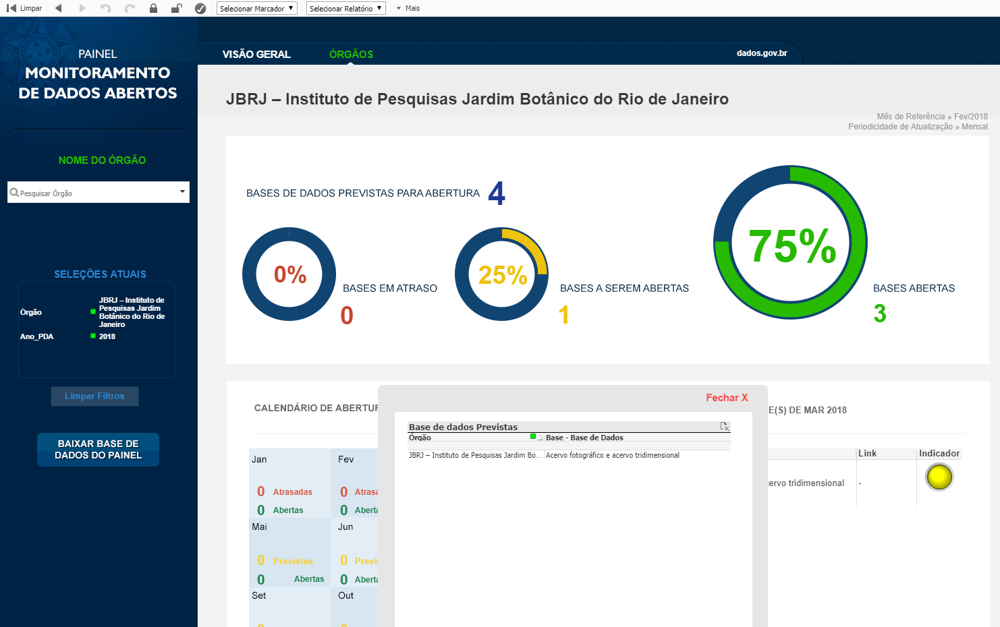 Limpar
Selecionar Marcador
Selecionar Relatório
Mais
PAINEL
MONITORAMENTO
DE DADOS ABERTOS
VISÃO GERAL
ÓRGÃOS
dados.gov.br
JBRJ – Instituto de Pesquisas Jardim Botânico do Rio de Janeiro
Mês de Referência » Fev/2018
Periodicidade de Atualização » Mensal
NOME DO ÓRGÃO
Pesquisar Órgão
SELEÇÕES ATUAIS
Órgão
JBRJ – Instituto de
Pesquisas Jardim
Botânico do Rio de
Janeiro
Ano_PDA
2018
Limpar Filtros
BAIXAR BASE DE
DADOS DO PAINEL
BASES DE DADOS PREVISTAS PARA ABERTURA 4
0%
BASES EM ATRASO
0
25%
BASES A SEREM ABERTAS
1
75%
BASES ABERTAS
3
CALENDÁRIO DE ABERTUR
E(S) DE MAR 2018
Fechar X
Base de dados Previstas
Órgão
Base - Base de Dados
JBRJ – Instituto de Pesquisas Jardim Bo...
Acervo fotográfico e acervo tridimensional
Link
Indicador
cervo tridimensional
-
Jan
0 Atrasadas
0 Abertas
Fev
0 Atrasa
0 Aberta
Mai
0 Previstas
0 Abertas
Jun
0 Previ
0 Aberta
Set
Out